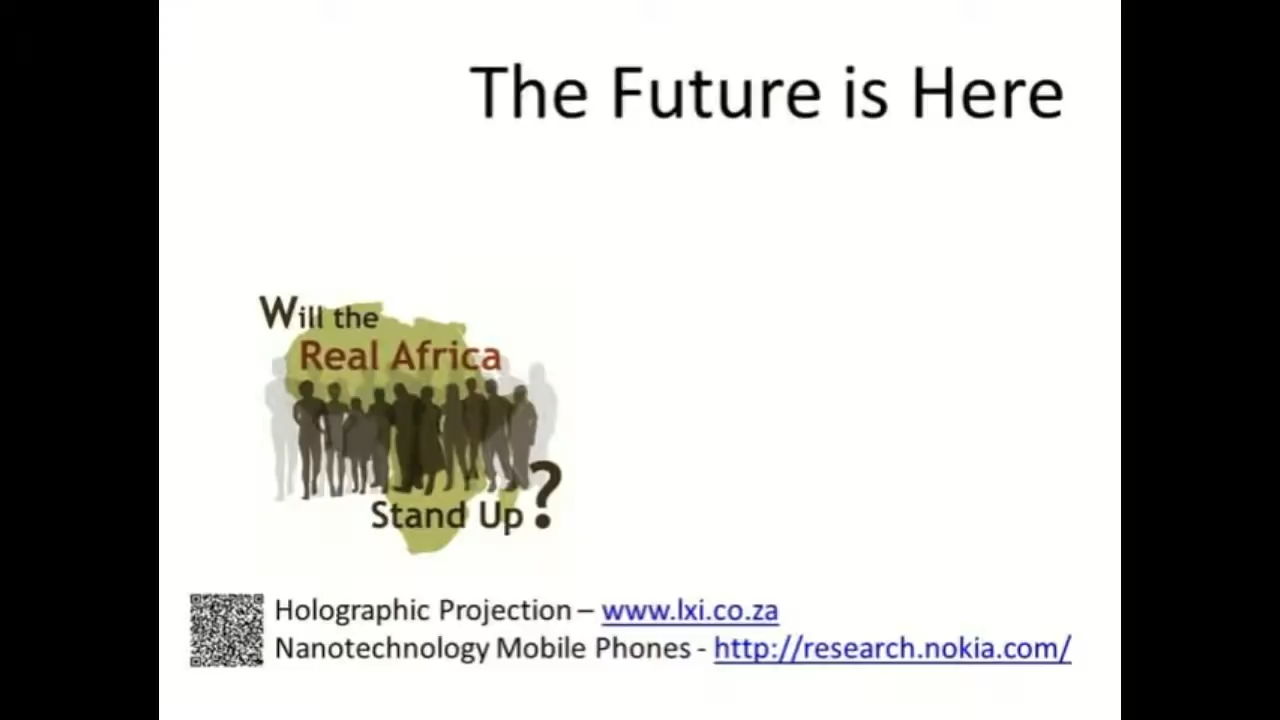 The Future is Here
Will the
Real Africa
Stand Up?
Holographic Projection – www.lxi.co.za
Nanotechnology Mobile Phones - http://research.nokia.com/